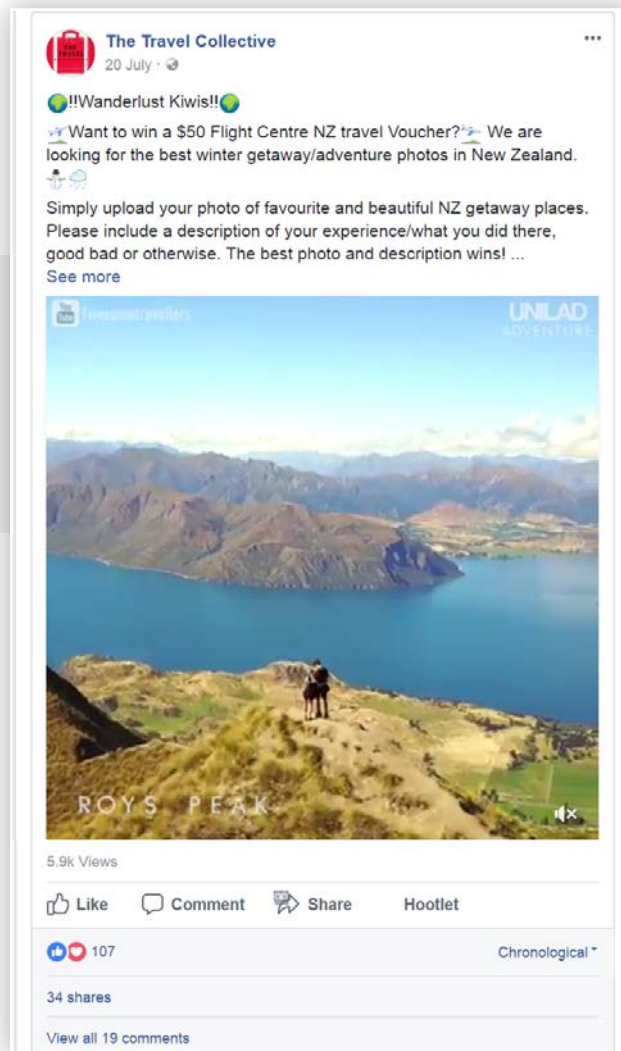 The Travel Collective
20 July
!!Wanderlust Kiwis!!
Want to win a $50 Flight Centre NZ travel Voucher? We are
looking for the best winter getaway/adventure photos in New Zealand.
Simply upload your photo of favourite and beautiful NZ getaway places.
Please include a description of your experience/what you did there,
good bad or otherwise. The best photo and description wins! ...
See more
You Tube
UNILAD
ADVENTURE
ROYS PEAK
5.9k Views
Like Comment Share Hootlet
107 Chronological
34 shares
View all 19 comments